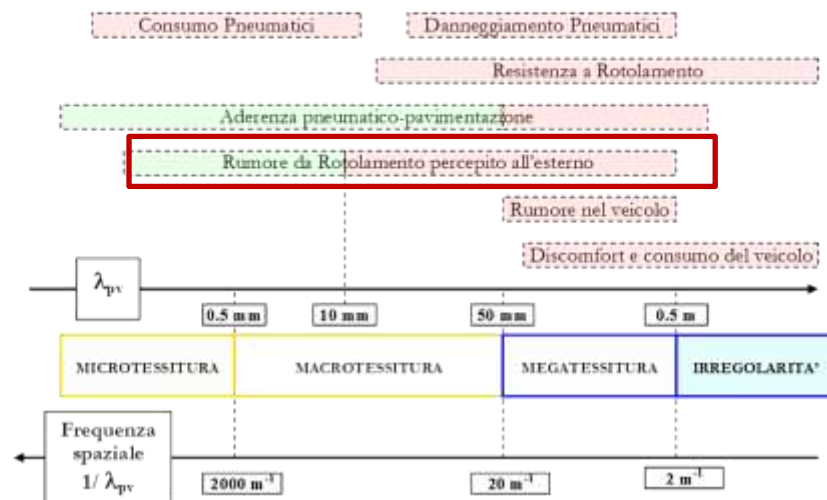 Consumo Pneumatici
Danneggiamento Pneumatici
Resistenza a Rotolamento
Aderenza pneumatico-pavimentazione
Rumore da Rotolamento percepito all'esterno
Rumore nel veicolo
Discomfort e consumo del veicolo
λpv
0.5 mm
10 mm
50 mm
0.5 m
MICROTESSITURA
MACROTESSITURA
MEGATESSITURA
IRREGOLARITA'
Frequenza
spaziale
1/ λpv
2000 m⁻¹
20 m⁻¹
2 m⁻¹